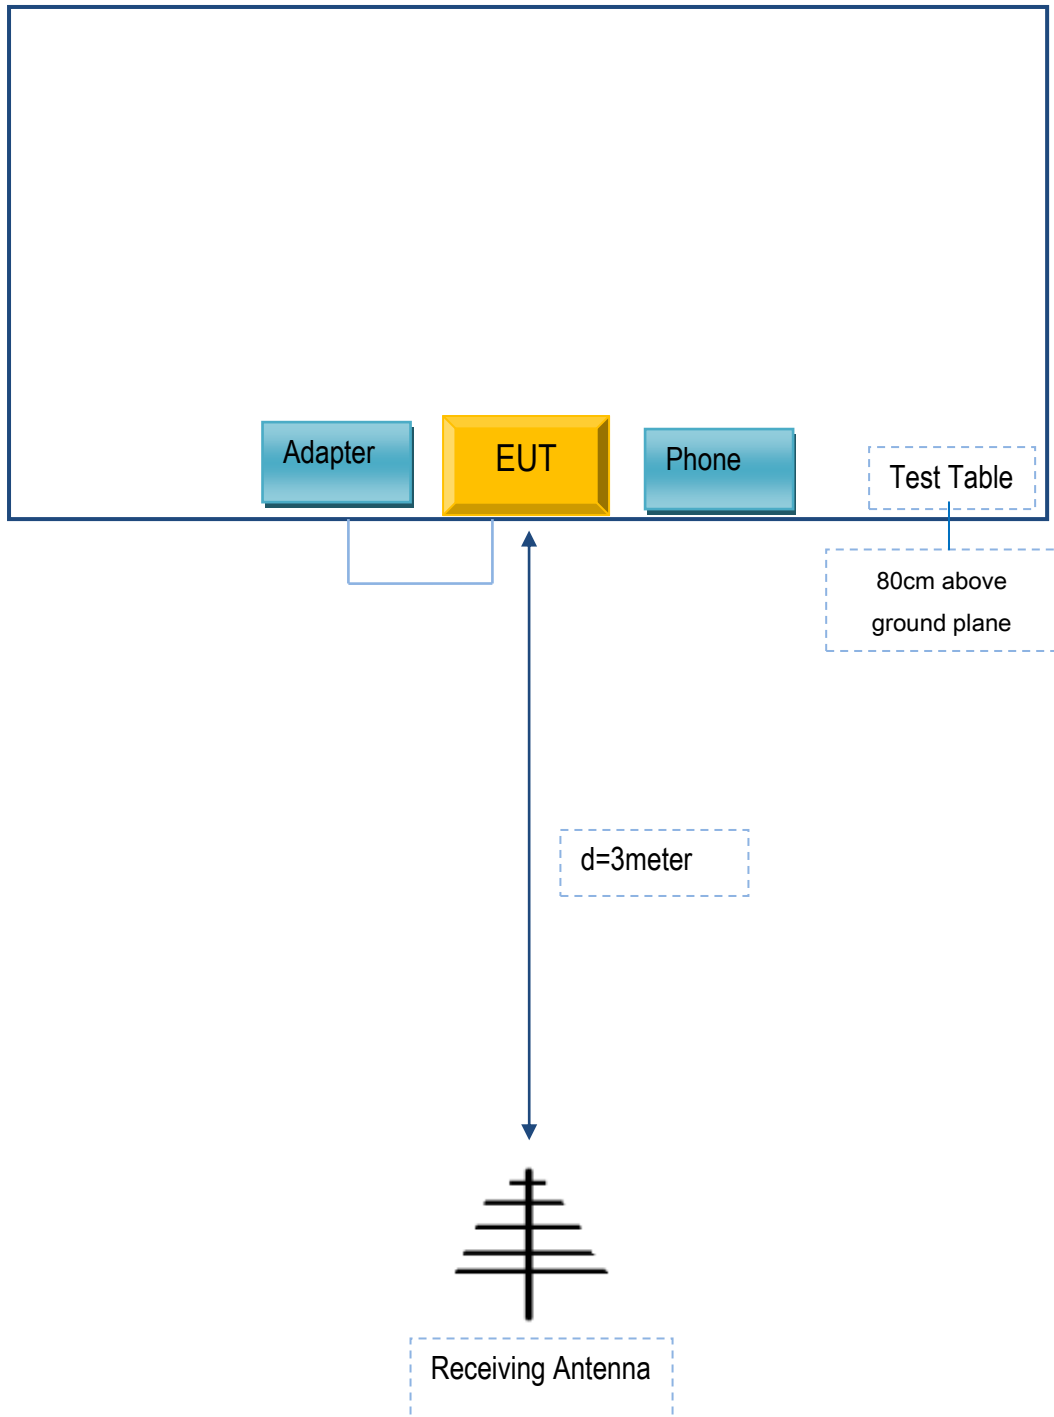 Adapter
EUT
Phone
Test Table
80cm above
ground plane
d=3meter
Receiving Antenna